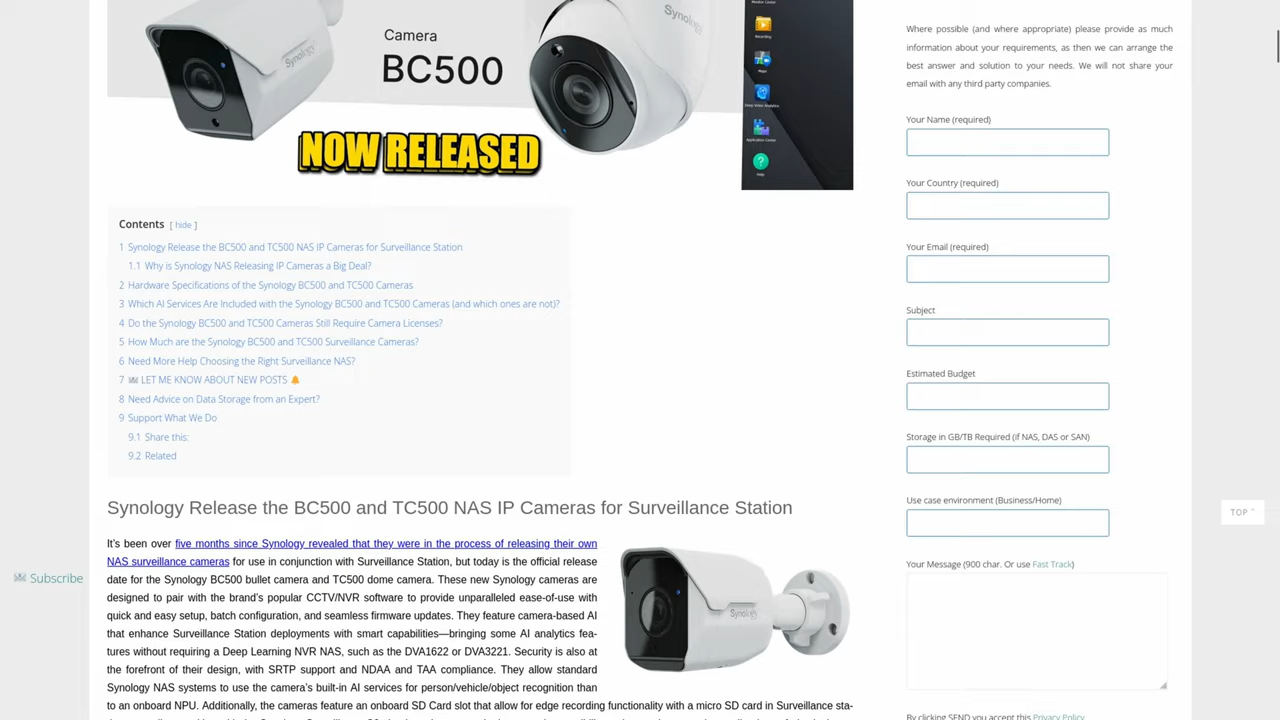 Synology
Synology
Camera
BC500
NOW RELEASED
Recording
Maps
Deep Video Analytics
Application Center
Help
?
Contents [ hide ]
1 Synology Release the BC500 and TC500 NAS IP Cameras for Surveillance Station
1.1 Why is Synology NAS Releasing IP Cameras a Big Deal?
2 Hardware Specifications of the Synology BC500 and TC500 Cameras
3 Which AI Services Are Included with the Synology BC500 and TC500 Cameras (and which ones are not)?
4 Do the Synology BC500 and TC500 Cameras Still Require Camera Licenses?
5 How Much are the Synology BC500 and TC500 Surveillance Cameras?
6 Need More Help Choosing the Right Surveillance NAS?
7 LET ME KNOW ABOUT NEW POSTS
8 Need Advice on Data Storage from an Expert?
9 Support What We Do
9.1 Share this:
9.2 Related
Synology Release the BC500 and TC500 NAS IP Cameras for Surveillance Station
It's been over five months since Synology revealed that they were in the process of releasing their own
NAS surveillance cameras for use in conjunction with Surveillance Station, but today is the official release
date for the Synology BC500 bullet camera and TC500 dome camera. These new Synology cameras are
designed to pair with the brand's popular CCTV/NVR software to provide unparalleled ease-of-use with
quick and easy setup, batch configuration, and seamless firmware updates. They feature camera-based AI
that enhance Surveillance Station deployments with smart capabilities—bringing some AI analytics fea-
tures without requiring a Deep Learning NVR NAS, such as the DVA1622 or DVA3221. Security is also at
the forefront of their design, with SRTP support and NDAA and TAA compliance. They allow standard
Synology NAS systems to use the camera's built-in AI services for person/vehicle/object recognition than
to an onboard NPU. Additionally, the cameras feature an onboard SD Card slot that allow for edge recording functionality with a micro SD card in Surveillance sta-
Synology
Subscribe
Where possible (and where appropriate) please provide as much
information about your requirements, as then we can arrange the
best answer and solution to your needs. We will not share your
email with any third party companies.
Your Name (required)
Your Country (required)
Your Email (required)
Subject
Estimated Budget
Storage in GB/TB Required (if NAS, DAS or SAN)
Use case environment (Business/Home)
Your Message (900 char. Or use Fast Track)
By clicking SEND you accept this Privacy Policy
TOP ^